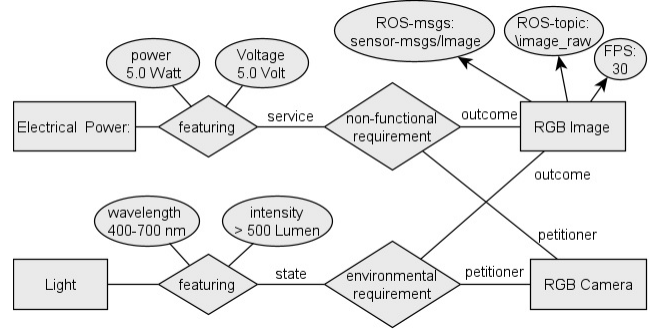 ROS-msgs:
sensor-msgs/Image
ROS-topic:
\image_raw
FPS:
30
power
5.0 Watt
Voltage
5.0 Volt
Electrical Power:
featuring
service
non-functional
requirement
outcome
RGB Image
outcome
wavelength
400-700 nm
intensity
> 500 Lumen
petitioner
Light
featuring
state
environmental
requirement
petitioner
RGB Camera